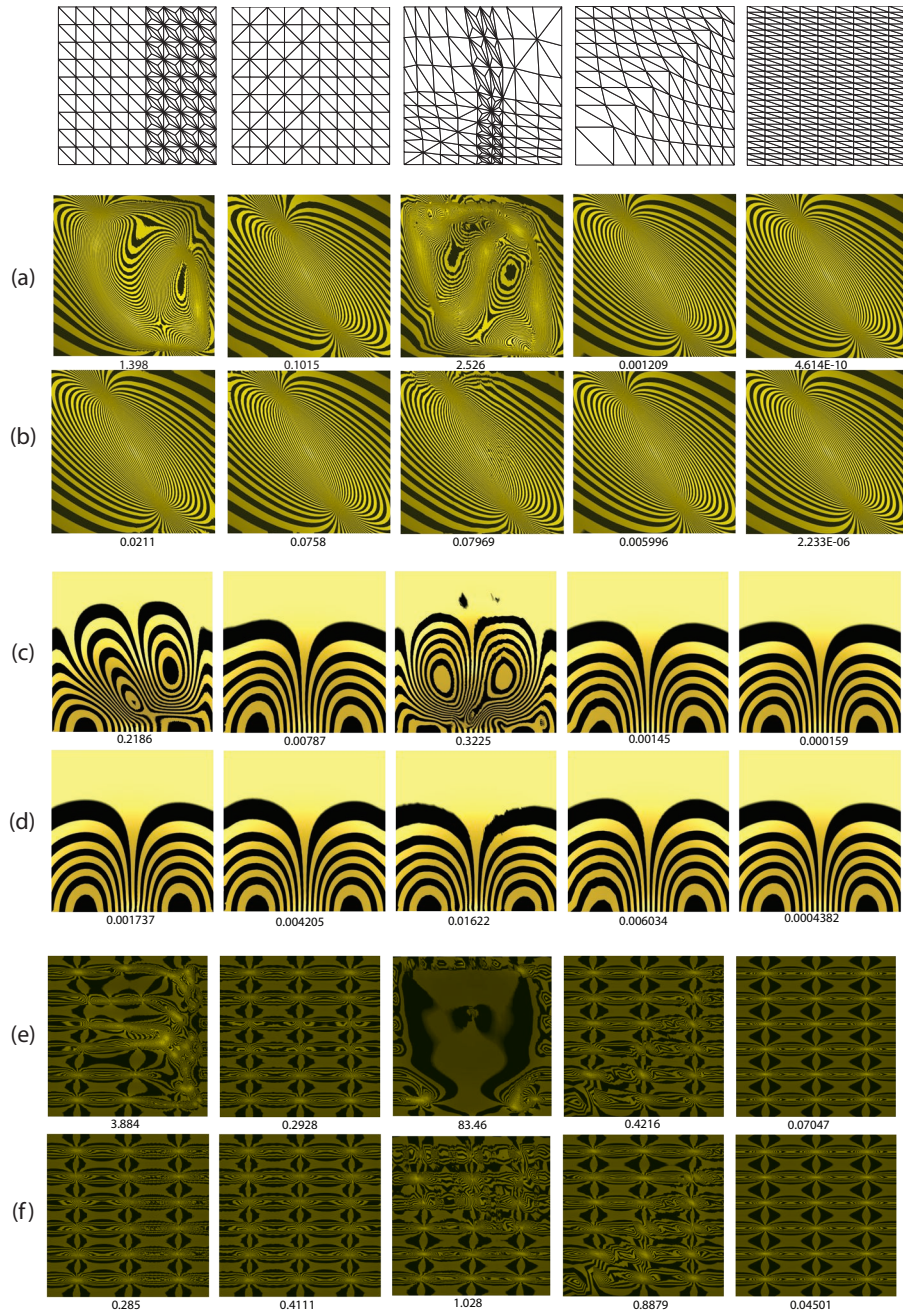 (a)
1.398 0.1015 2.526 0.001209 4.614E-10
(b)
0.0211 0.0758 0.07969 0.005996 2.233E-06
(c)
0.2186 0.00787 0.3225 0.00145 0.000159
(d)
0.001737 0.004205 0.01622 0.006034 0.0004382
(e)
3.884 0.2928 83.46 0.4216 0.07047
(f)
0.285 0.4111 1.028 0.8879 0.04501